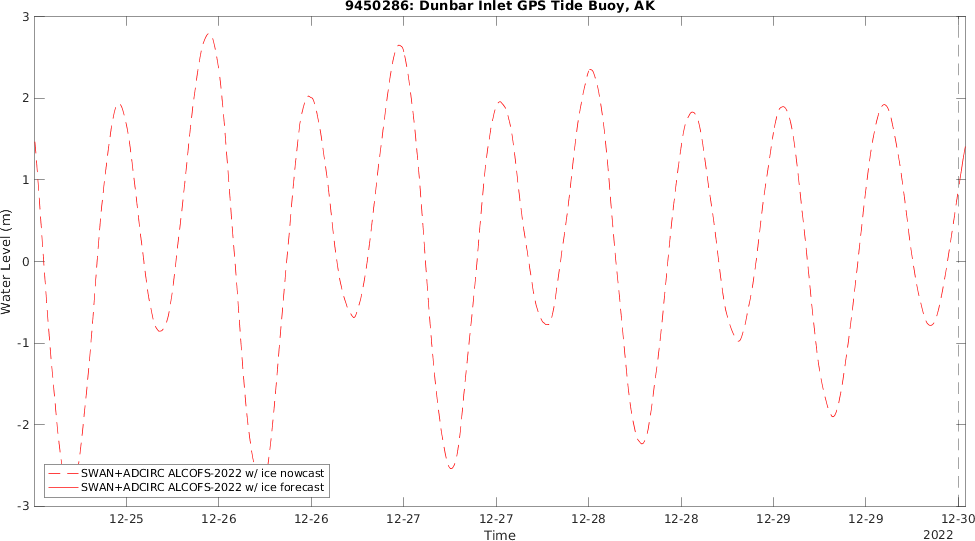 9450286: Dunbar Inlet GPS Tide Buoy, AK
3
2
1
0
-1
-2
-3
Water Level (m)
SWAN+ADCIRC ALCOFS-2022 w/ ice nowcast
SWAN+ADCIRC ALCOFS-2022 w/ ice forecast
12-25 12-26 12-26 12-27 12-27 12-28 12-28 12-29 12-29 12-30
Time
2022